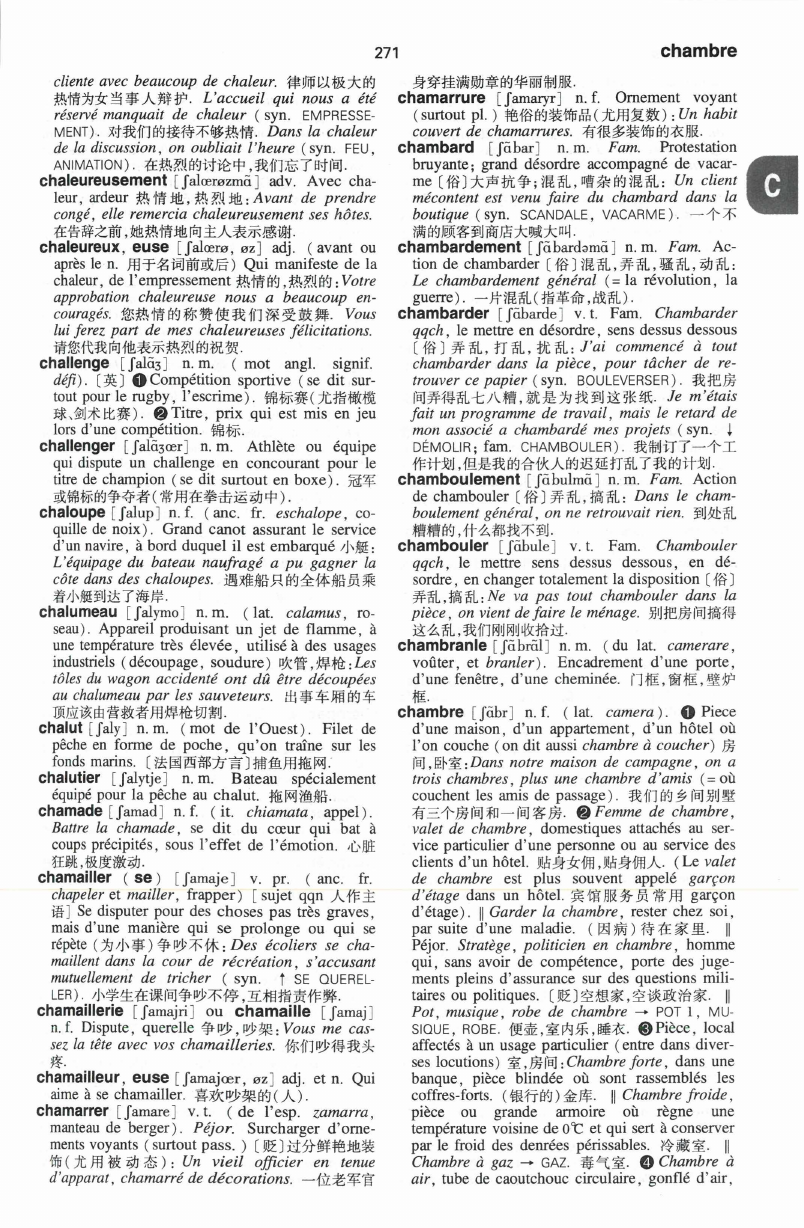 271
chambre
cliente avec beaucoup de chaleur. 律师以极大的
热情为女当事人辩护. L'accueil qui nous a été
réservé manquait de chaleur ( syn. EMPRESSE-
MENT). 对我们的接待不够热情. Dans la chaleur
de la discussion, on oubliait l'heure ( syn. FEU,
ANIMATION). 在热烈的讨论中,我们忘了时间.
chaleureusement [ʃalœrøzmã] adv. Avec cha-
leur, ardeur 热情地,热烈地: Avant de prendre
congé, elle remercia chaleureusement ses hôtes.
在告辞之前,她热情地向主人表示感谢.
chaleureux, euse [ʃalœrø, øz] adj. ( avant ou
après le n. 用于名词前或后) Qui manifeste de la
chaleur, de l'empressement 热情的,热烈的: Votre
approbation chaleureuse nous a beaucoup en-
couragés. 您热情的称赞使我们深受鼓舞. Vous
lui ferez part de mes chaleureuses félicitations.
请您代我向他表示热烈的祝贺.
challenge [ʃalãʒ] n. m. ( mot angl. signif.
défi). [英] ❶ Compétition sportive ( se dit sur-
tout pour le rugby, l'escrime). 锦标赛(尤指橄榄
球、剑术比赛). ❷ Titre, prix qui est mis en jeu
lors d'une compétition. 锦标.
challenger [ʃalãʒœr] n. m. Athlète ou équipe
qui dispute un challenge en concourant pour le
titre de champion ( se dit surtout en boxe). 冠军
或锦标的争夺者(常用在拳击运动中).
chaloupe [ʃalup] n. f. ( anc. fr. eschalope, co-
quille de noix). Grand canot assurant le service
d'un navire, à bord duquel il est embarqué 小艇:
L'équipage du bateau naufragé a pu gagner la
côte dans des chaloupes. 遇难船只的全体船员乘
着小艇到达了海岸.
chalumeau [ʃalymo] n. m. ( lat. calamus, ro-
seau). Appareil produisant un jet de flamme, à
une température très élevée, utilisé à des usages
industriels ( découpage, soudure) 吹管,焊枪: Les
tôles du wagon accidenté ont dû être découpées
au chalumeau par les sauveteurs. 出事车厢的车
顶应该由营救者用焊枪切割.
chalut [ʃaly] n. m. ( mot de l'Ouest). Filet de
pêche en forme de poche, qu'on traîne sur les
fonds marins. [法国西部方言]捕鱼用拖网.
chalutier [ʃalytje] n. m. Bateau spécialement
équipé pour la pêche au chalut. 拖网渔船.
chamade [ʃamad] n. f. ( it. chiamata, appel).
Battre la chamade, se dit du cœur qui bat à
coups précipités, sous l'effet de l'émotion. 心脏
狂跳,极度激动.
chamailler ( se ) [ʃamaje] v. pr. ( anc. fr.
chapeler et mailler, frapper) [ sujet qqn 人作主
语] Se disputer pour des choses pas très graves,
mais d'une manière qui se prolonge ou qui se
répète (为小事)争吵不休: Des écoliers se cha-
maillent dans la cour de récréation, s'accusant
mutuellement de tricher ( syn. ↑ SE QUEREL-
LER). 小学生在课间争吵不停,互相指责作弊.
chamaillerie [ʃamajri] ou chamaille [ʃamaj]
n. f. Dispute, querelle 争吵,吵架: Vous me cas-
sez la tête avec vos chamailleries. 你们吵得我头
疼.
chamailleur, euse [ʃamajœr, øz] adj. et n. Qui
aime à se chamailler. 喜欢吵架的(人).
chamarrer [ʃamare] v. t. ( de l'esp. zamarra,
manteau de berger). Péjor. Surcharger d'orne-
ments voyants ( surtout pass. ) [贬]过分鲜艳地装
饰(尤用被动态): Un vieil officier en tenue
d'apparat, chamarré de décorations. 一位老军官
身穿挂满勋章的华丽制服.
chamarrure [ʃamaryr] n. f. Ornement voyant
( surtout pl. ) 艳俗的装饰品(尤用复数): Un habit
couvert de chamarrures. 有很多装饰的衣服.
chambard [ʃãbar] n. m. Fam. Protestation
bruyante; grand désordre accompagné de vacar-
me [俗]大声抗争;混乱,嘈杂的混乱: Un client
mécontent est venu faire du chambard dans la
boutique ( syn. SCANDALE, VACARME). 一个不
满的顾客到商店大喊大叫.
chambardement [ʃãbardəmã] n. m. Fam. Ac-
tion de chambarder [俗]混乱,弄乱,骚乱,动乱:
Le chambardement général (= la révolution, la
guerre). 一片混乱(指革命,战乱).
chambarder [ʃãbarde] v. t. Fam. Chambarder
qqch, le mettre en désordre, sens dessus dessous
[俗]弄乱,打乱,扰乱: J'ai commencé à tout
chambarder dans la pièce, pour tâcher de re-
trouver ce papier ( syn. BOULEVERSER). 我把房
间弄得乱七八糟,就是为找到这张纸. Je m'étais
fait un programme de travail, mais le retard de
mon associé a chambardé mes projets ( syn. ↓
DÉMOLIR; fam. CHAMBOULER). 我制订了一个工
作计划,但是我的合伙人的迟延打乱了我的计划.
chamboulement [ʃãbulmã] n. m. Fam. Action
de chambouler [俗]弄乱,搞乱: Dans le cham-
boulement général, on ne retrouvait rien. 到处乱
糟糟的,什么都找不到.
chambouler [ʃãbule] v. t. Fam. Chambouler
qqch, le mettre sens dessus dessous, en dé-
sordre, en changer totalement la disposition [俗]
弄乱,搞乱: Ne va pas tout chambouler dans la
pièce, on vient de faire le ménage. 别把房间搞得
这么乱,我们刚刚收拾过.
chambranle [ʃãbrãl] n. m. ( du lat. camerare,
voûter, et branler). Encadrement d'une porte,
d'une fenêtre, d'une cheminée. 门框,窗框,壁炉
框.
chambre [ʃãbr] n. f. ( lat. camera). ❶ Piece
d'une maison, d'un appartement, d'un hôtel où
l'on couche ( on dit aussi chambre à coucher) 房
间,卧室: Dans notre maison de campagne, on a
trois chambres, plus une chambre d'amis (= où
couchent les amis de passage). 我们的乡间别墅
有三个房间和一间客房. ❷ Femme de chambre,
valet de chambre, domestiques attachés au ser-
vice particulier d'une personne ou au service des
clients d'un hôtel. 贴身女佣,贴身佣人. ( Le valet
de chambre est plus souvent appelé garçon
d'étage dans un hôtel. 宾馆服务员常用 garçon
d'étage). ‖ Garder la chambre, rester chez soi,
par suite d'une maladie. (因病)待在家里. ‖
Péjor. Stratège, politicien en chambre, homme
qui, sans avoir de compétence, porte des juge-
ments pleins d'assurance sur des questions mili-
taires ou politiques. [贬]空想家,空谈政治家. ‖
Pot, musique, robe de chambre → POT 1, MU-
SIQUE, ROBE. 便壶,室内乐,睡衣. ❸ Pièce, local
affectés à un usage particulier ( entre dans diver-
ses locutions) 室,房间: Chambre forte, dans une
banque, pièce blindée où sont rassemblés les
coffres-forts. (银行的)金库. ‖ Chambre froide,
pièce ou grande armoire où règne une
température voisine de 0℃ et qui sert à conserver
par le froid des denrées périssables. 冷藏室. ‖
Chambre à gaz → GAZ. 毒气室. ❹ Chambre à
air, tube de caoutchouc circulaire, gonflé d'air,
C